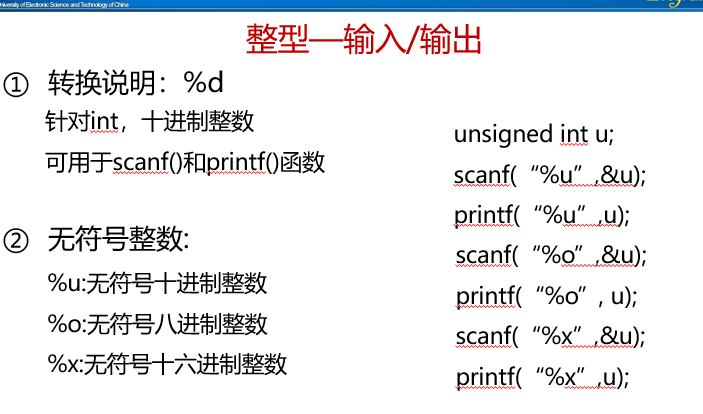 University of Electronic Science and Technology of China
整型—输入/输出
① 转换说明：%d
针对int，十进制整数
可用于scanf()和printf()函数
② 无符号整数:
%u:无符号十进制整数
%o:无符号八进制整数
%x:无符号十六进制整数
unsigned int u;
scanf(“%u”,&u);
printf(“%u”,u);
scanf(“%o”,&u);
printf(“%o”, u);
scanf(“%x”,&u);
printf(“%x”,u);